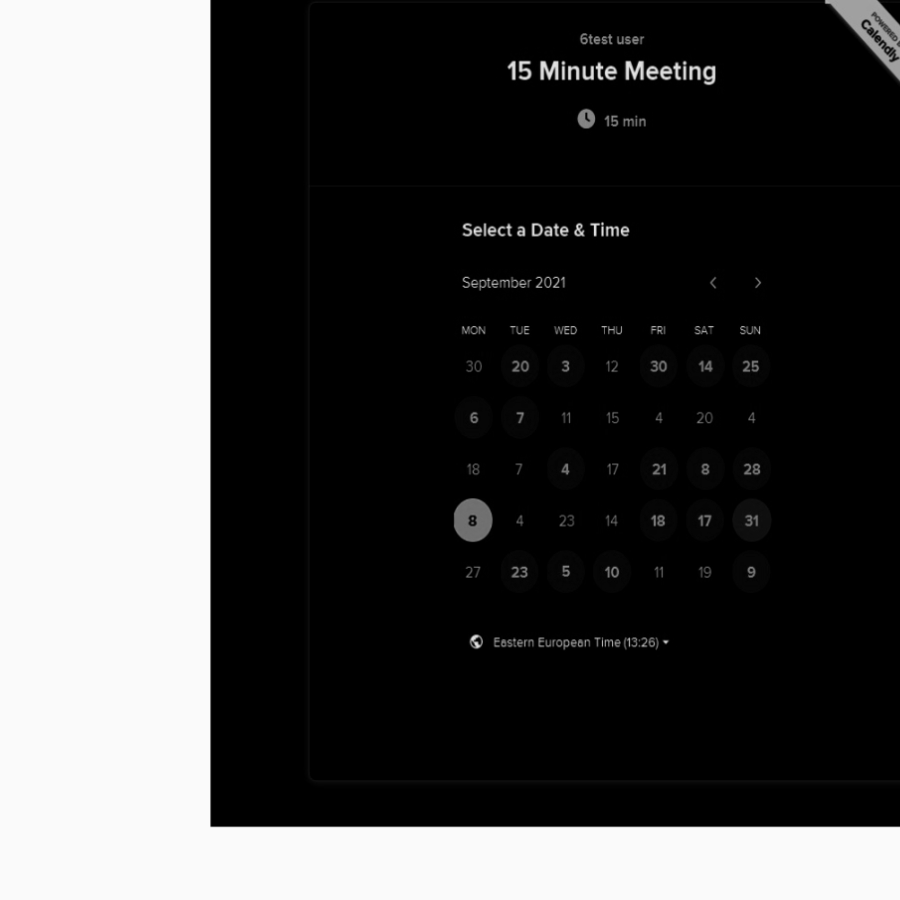 POWERED
Calendly
6test user
15 Minute Meeting
15 min
Select a Date & Time
September 2021
MON TUE WED THU FRI SAT SUN
30 20 3 12 30 14 25
6 7 11 15 4 20 4
18 7 4 17 21 8 28
8 4 23 14 18 17 31
27 23 5 10 11 19 9
Eastern European Time (13:26)